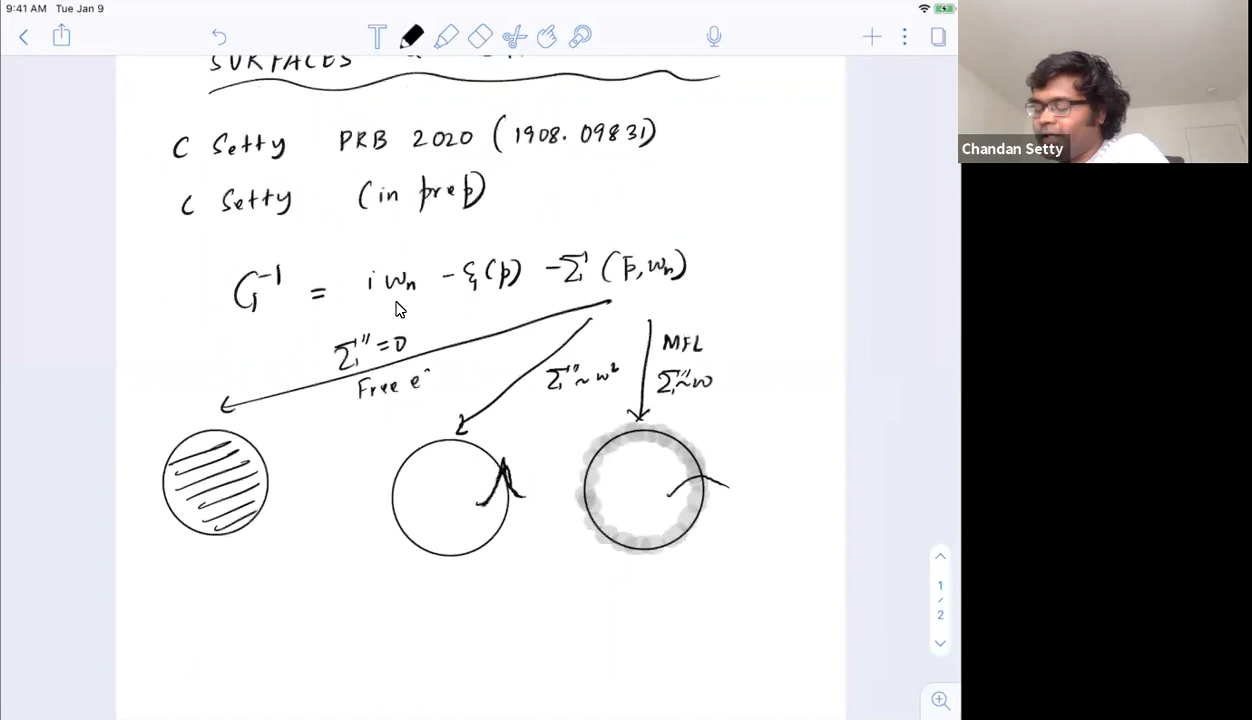 9:41 AM Tue Jan 9
SURFACES
C Setty PRB 2020 (1908.09831)
C Setty (in prep)
G⁻¹ = iωₙ - ξ(p) - Σ(p, ωₙ)
Σ'' = 0
Free e⁻
Σ'' ~ ω²
MFL
Σ'' ~ ω
Chandan Setty
1
/
2